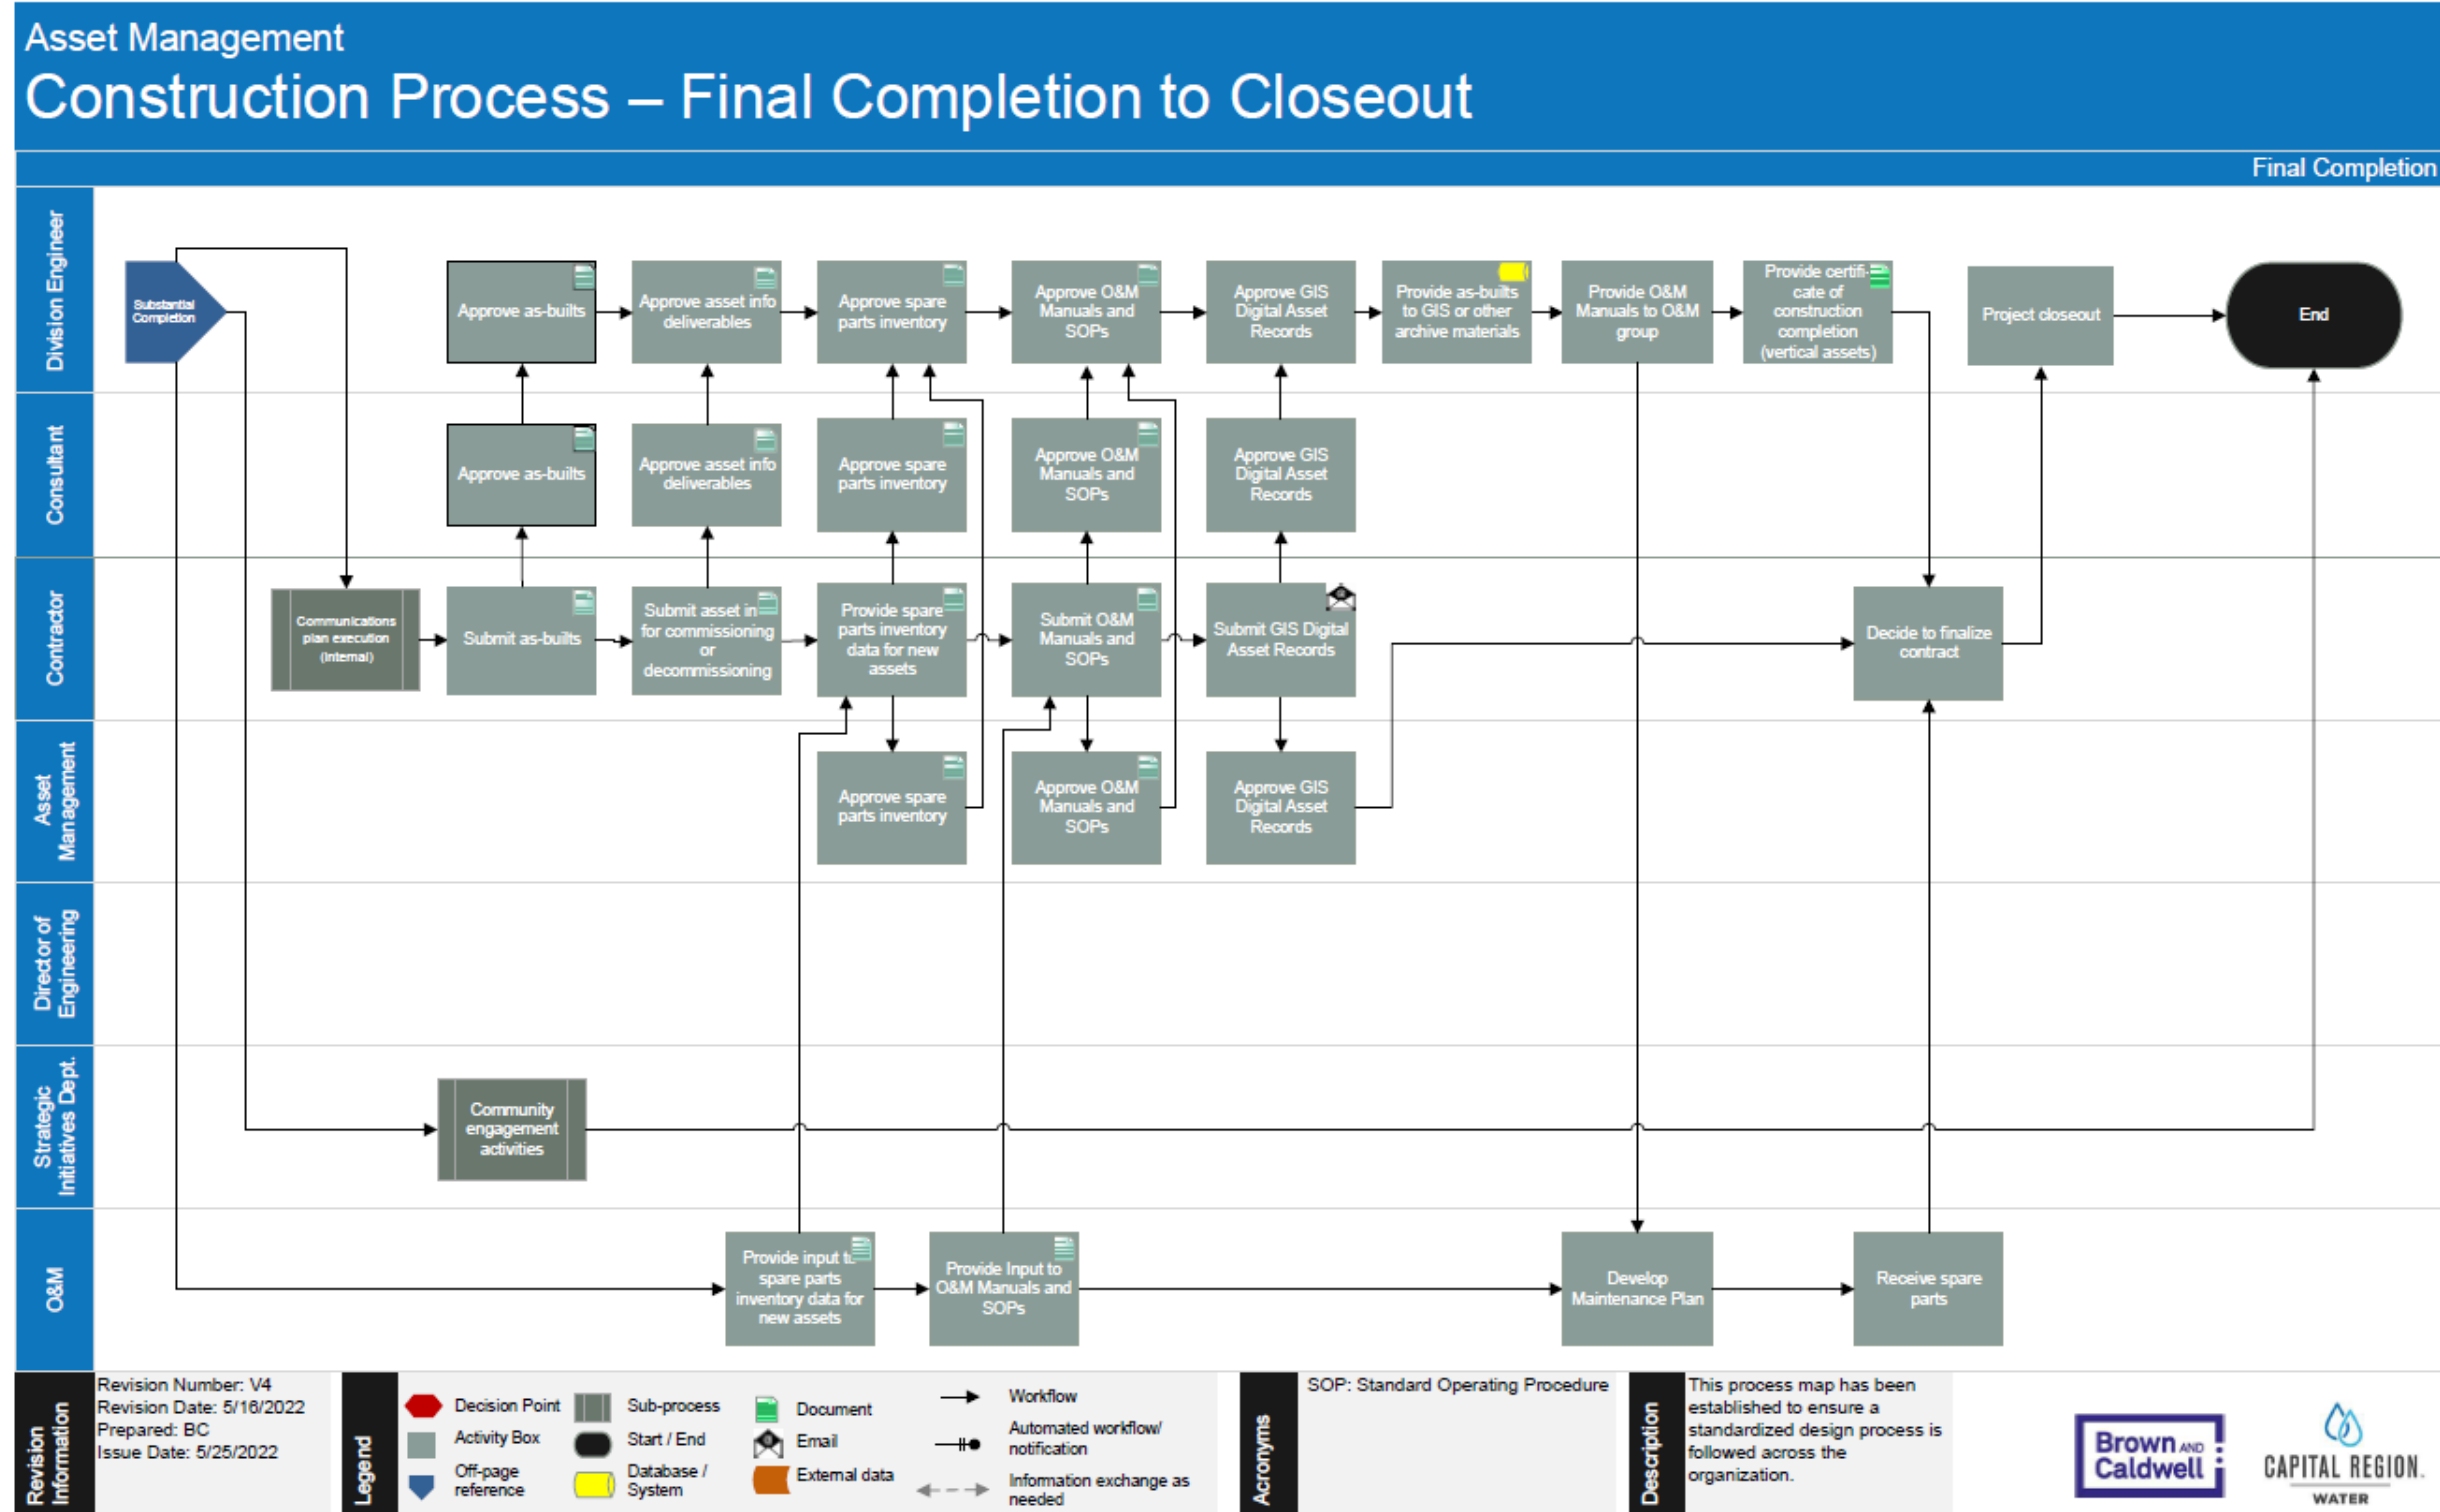 Asset Management
Construction Process – Final Completion to Closeout
Final Completion
Division Engineer
Substantial
Completion
Approve as-builts
Approve asset info
deliverables
Approve spare
parts inventory
Approve O&M
Manuals and
SOPs
Approve GIS
Digital Asset
Records
Provide as-builts
to GIS or other
archive materials
Provide O&M
Manuals to O&M
group
Provide certifi-
cate of
construction
completion
(vertical assets)
Project closeout
End
Consultant
Approve as-builts
Approve asset info
deliverables
Approve spare
parts inventory
Approve O&M
Manuals and
SOPs
Approve GIS
Digital Asset
Records
Contractor
Communications
plan execution
(internal)
Submit as-builts
Submit asset in
for commissioning
or
decommissioning
Provide spare
parts inventory
data for new
assets
Submit O&M
Manuals and
SOPs
Submit GIS Digital
Asset Records
Decide to finalize
contract
Asset
Management
Approve spare
parts inventory
Approve O&M
Manuals and
SOPs
Approve GIS
Digital Asset
Records
Director of
Engineering
Strategic
Initiatives Dept.
Community
engagement
activities
O&M
Provide input t
spare parts
inventory data for
new assets
Provide Input to
O&M Manuals and
SOPs
Develop
Maintenance Plan
Receive spare
parts
Revision
Information
Revision Number: V4
Revision Date: 5/16/2022
Prepared: BC
Issue Date: 5/25/2022
Legend
Decision Point
Activity Box
Off-page
reference
Sub-process
Start / End
Database /
System
Document
Email
External data
Workflow
Automated workflow/
notification
Information exchange as
needed
Acronyms
SOP: Standard Operating Procedure
Description
This process map has been
established to ensure a
standardized design process is
followed across the
organization.
Brown AND
Caldwell
CAPITAL REGION.
WATER